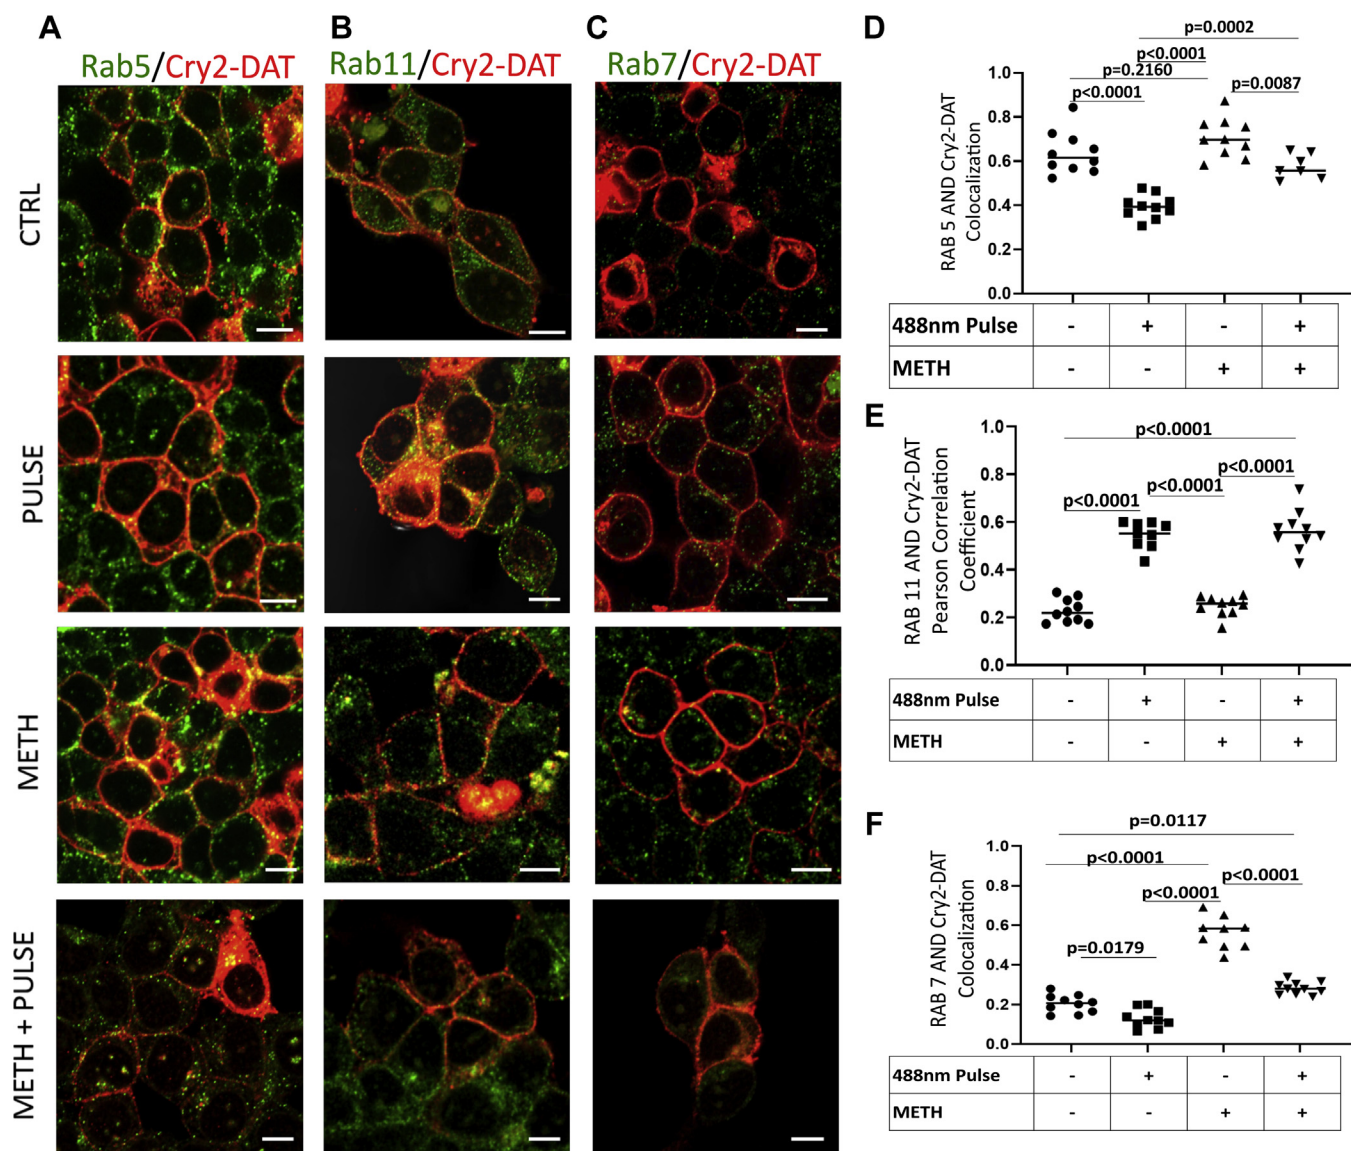 A
B
C
Rab5/Cry2-DAT
Rab11/Cry2-DAT
Rab7/Cry2-DAT
CTRL
PULSE
METH
METH + PULSE
D
p=0.0002
p<0.0001
p=0.2160
p<0.0001
p=0.0087
RAB 5 AND Cry2-DAT
Colocalization
1.0
0.8
0.6
0.4
0.2
0.0
488nm Pulse - + - +
METH - - + +
E
p<0.0001
p<0.0001
p<0.0001
p<0.0001
RAB 11 AND Cry2-DAT
Pearson Correlation
Coefficient
1.0
0.8
0.6
0.4
0.2
0.0
488nm Pulse - + - +
METH - - + +
F
p=0.0117
p<0.0001
p<0.0001
p<0.0001
p=0.0179
RAB 7 AND Cry2-DAT
Colocalization
1.0
0.8
0.6
0.4
0.2
0.0
488nm Pulse - + - +
METH - - + +